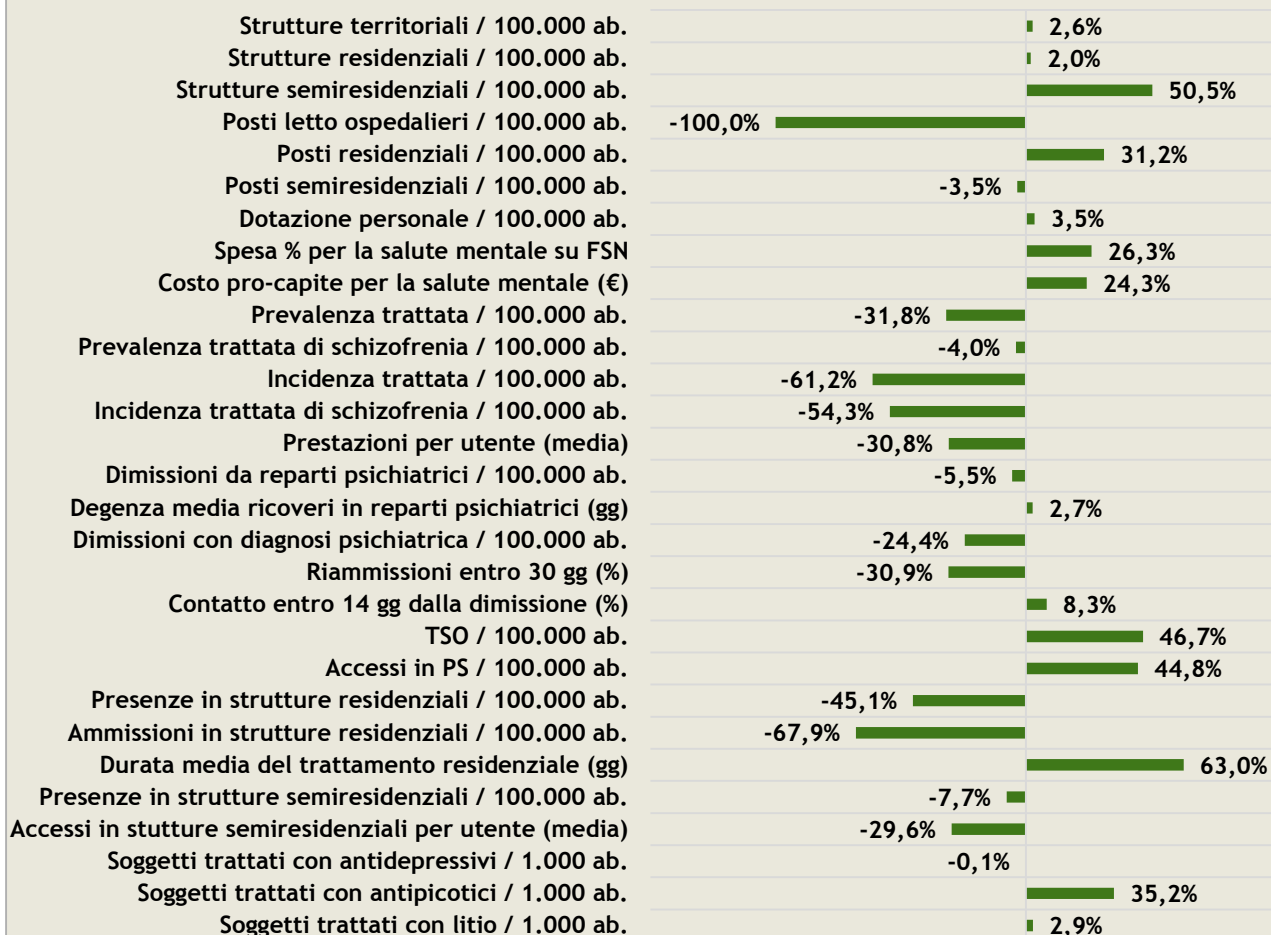 Strutture territoriali / 100.000 ab. 2,6%
Strutture residenziali / 100.000 ab. 2,0%
Strutture semiresidenziali / 100.000 ab. 50,5%
Posti letto ospedalieri / 100.000 ab. -100,0%
Posti residenziali / 100.000 ab. 31,2%
Posti semiresidenziali / 100.000 ab. -3,5%
Dotazione personale / 100.000 ab. 3,5%
Spesa % per la salute mentale su FSN 26,3%
Costo pro-capite per la salute mentale (€) 24,3%
Prevalenza trattata / 100.000 ab. -31,8%
Prevalenza trattata di schizofrenia / 100.000 ab. -4,0%
Incidenza trattata / 100.000 ab. -61,2%
Incidenza trattata di schizofrenia / 100.000 ab. -54,3%
Prestazioni per utente (media) -30,8%
Dimissioni da reparti psichiatrici / 100.000 ab. -5,5%
Degenza media ricoveri in reparti psichiatrici (gg) 2,7%
Dimissioni con diagnosi psichiatrica / 100.000 ab. -24,4%
Riammissioni entro 30 gg (%) -30,9%
Contatto entro 14 gg dalla dimissione (%) 8,3%
TSO / 100.000 ab. 46,7%
Accessi in PS / 100.000 ab. 44,8%
Presenze in strutture residenziali / 100.000 ab. -45,1%
Ammissioni in strutture residenziali / 100.000 ab. -67,9%
Durata media del trattamento residenziale (gg) 63,0%
Presenze in strutture semiresidenziali / 100.000 ab. -7,7%
Accessi in stutture semiresidenziali per utente (media) -29,6%
Soggetti trattati con antidepressivi / 1.000 ab. -0,1%
Soggetti trattati con antipicotici / 1.000 ab. 35,2%
Soggetti trattati con litio / 1.000 ab. 2,9%